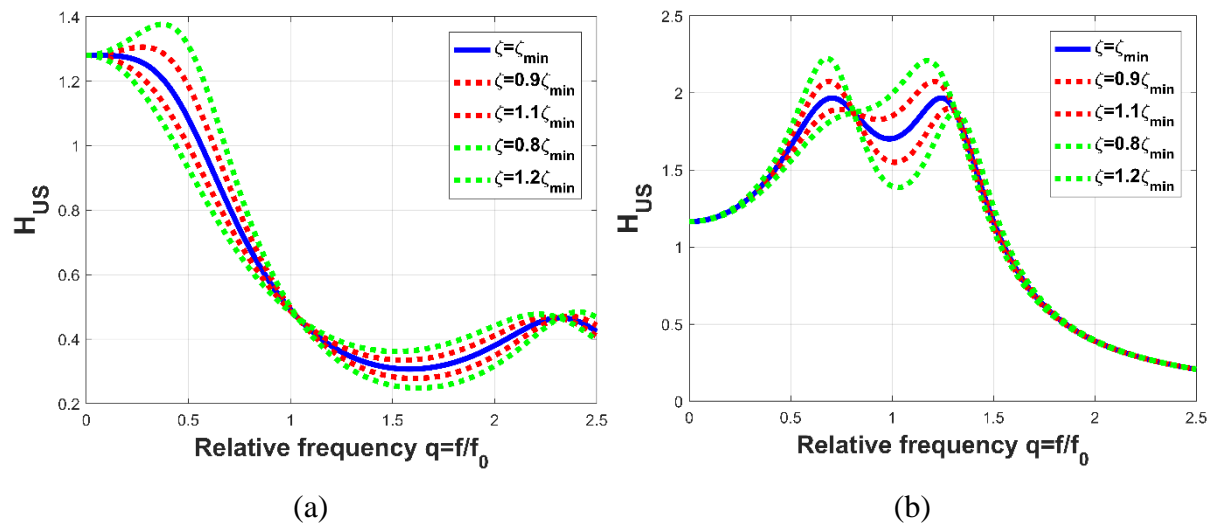 1.4
1.2
1
0.8
0.6
0.4
0.2
H_US
0 0.5 1 1.5 2 2.5
Relative frequency q=f/f_0
ζ=ζ_min
ζ=0.9ζ_min
ζ=1.1ζ_min
ζ=0.8ζ_min
ζ=1.2ζ_min
(a)
2.5
2
1.5
1
0.5
0
H_US
0 0.5 1 1.5 2 2.5
Relative frequency q=f/f_0
ζ=ζ_min
ζ=0.9ζ_min
ζ=1.1ζ_min
ζ=0.8ζ_min
ζ=1.2ζ_min
(b)